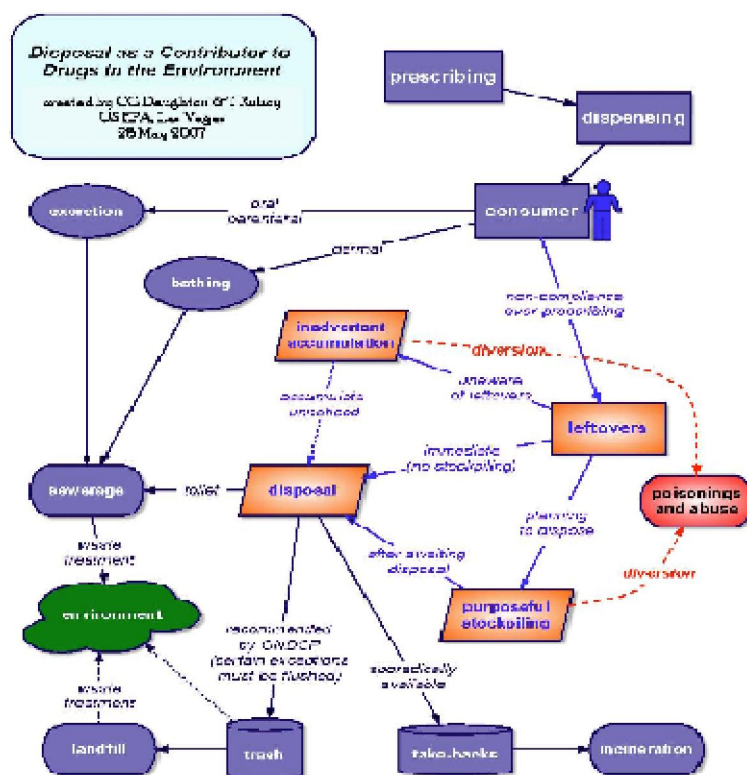 Disposal as a Contributor to
Drugs in the Environment
created by CG Daughton & I Ruhoy
US EPA, Las Vegas
28 May 2007
prescribing
dispensing
consumer
excretion
oral
parenteral
dermal
bathing
non-compliance
over prescribing
inadvertent
accumulation
diversion
unaware
of leftovers
accumulate
leftovers
immediate
(no stockpiling)
sewerage
toilet
disposal
poisonings
and abuse
planning
to dispose
waste
treatment
after awaiting
disposal
diversion
purposeful
stockpiling
environment
recommended
by ONDCP
(certain exceptions
must be flushed)
sporadically
available
waste
treatment
landfill
trash
take-backs
incineration